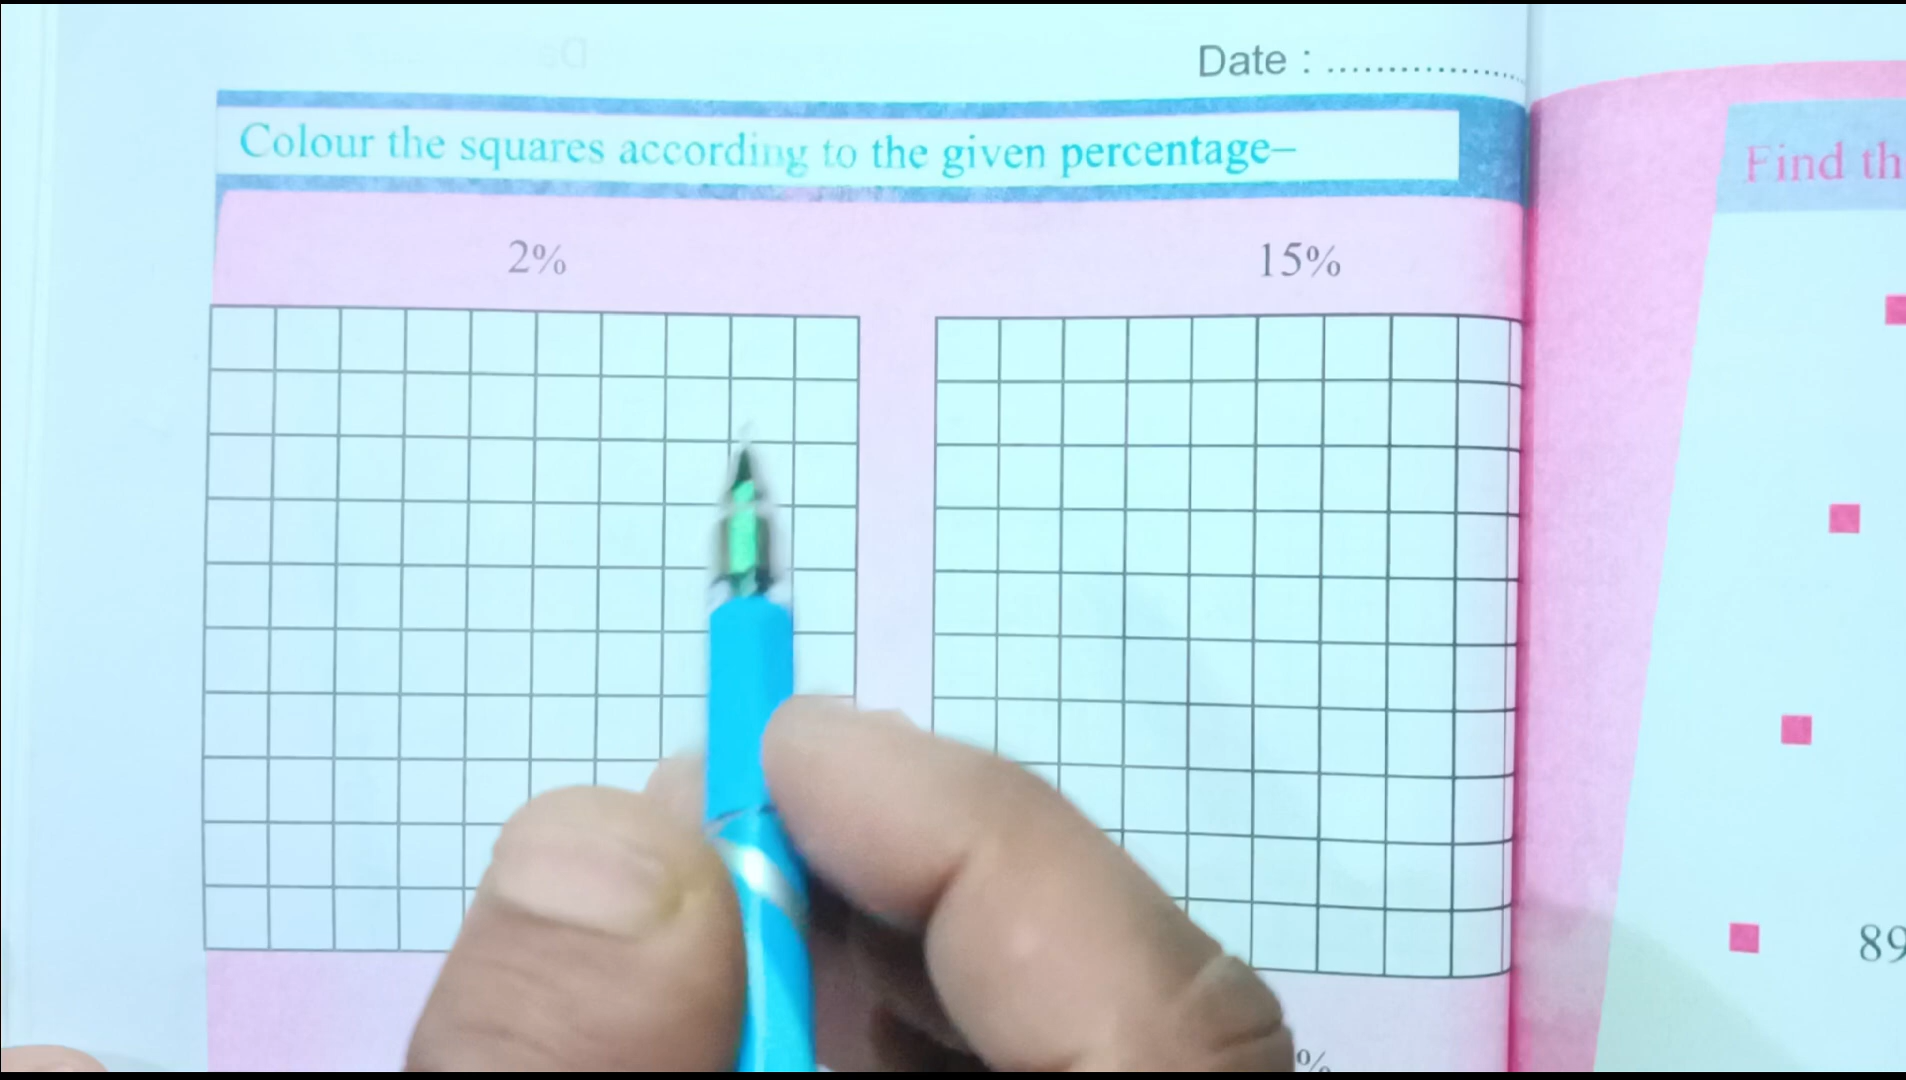 Date : ..................
Colour the squares according to the given percentage–
2%
15%
%
Find th
89